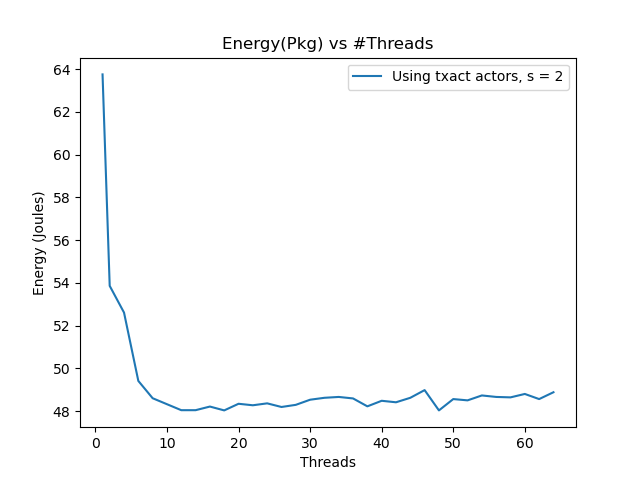 Energy(Pkg) vs #Threads
Using txact actors, s = 2
Energy (Joules)
64
62
60
58
56
54
52
50
48
0 10 20 30 40 50 60
Threads